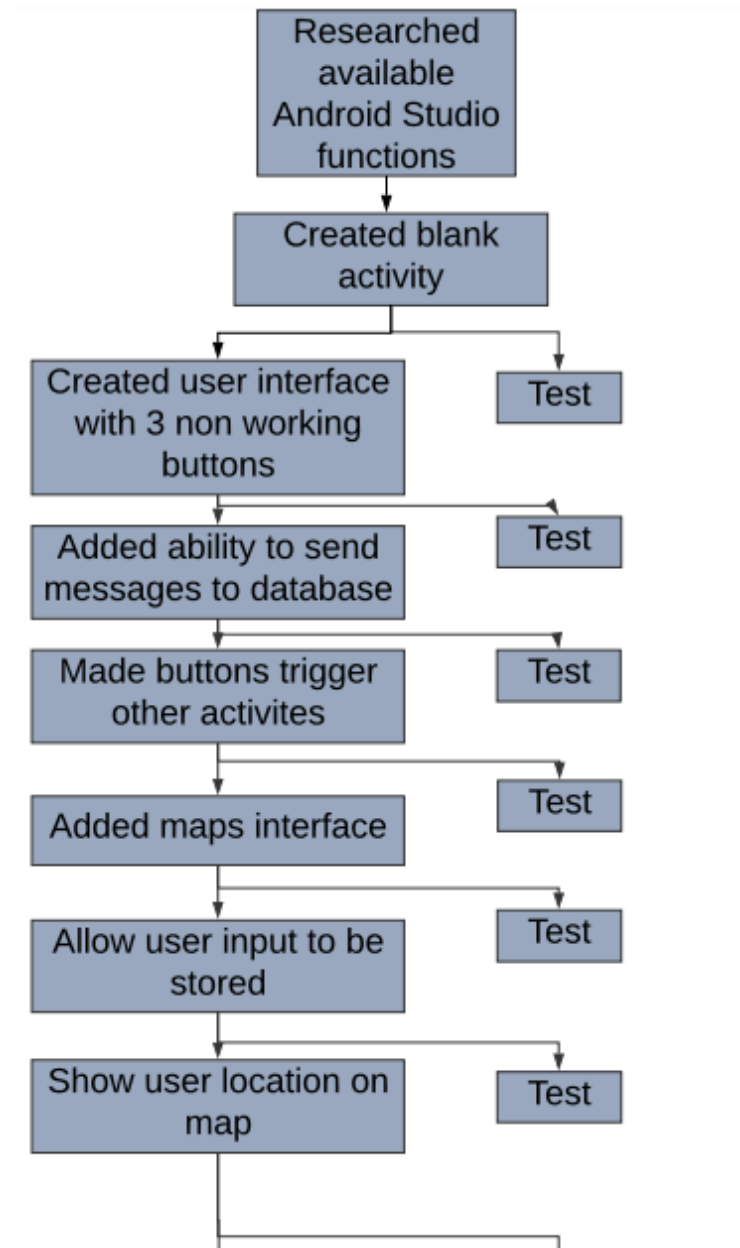 Researched
available
Android Studio
functions
Created blank
activity
Created user interface
with 3 non working
buttons
Test
Added ability to send
messages to database
Test
Made buttons trigger
other activites
Test
Added maps interface
Test
Allow user input to be
stored
Test
Show user location on
map
Test